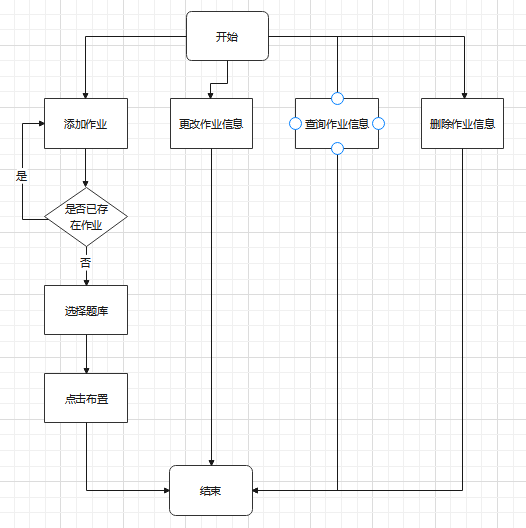 开始
添加作业
更改作业信息
查询作业信息
删除作业信息
是
是否已存
在作业
否
选择题库
点击布置
结束